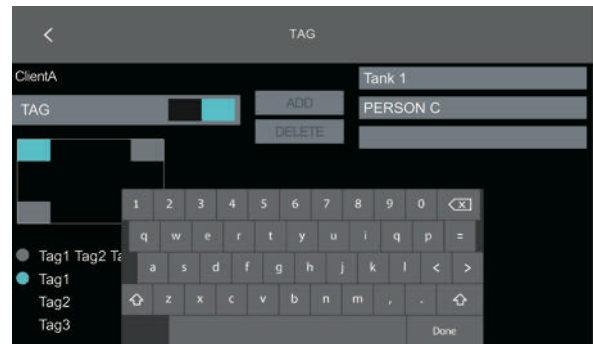 TAG
ClientA
Tank 1
TAG
ADD
PERSON C
DELETE
1 2 3 4 5 6 7 8 9 0
q w e r t y u i q p =
Tag1 Tag2 Ta
a s d f g h j k l < >
Tag1
z x c v b n m , .
Tag2
Tag3
Done